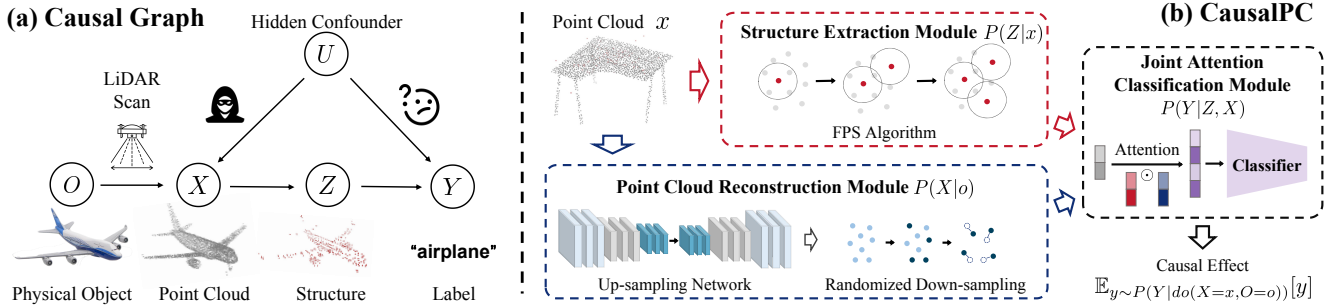 (a) Causal Graph
Hidden Confounder
U
LiDAR
Scan
O
X
Z
Y
"airplane"
Physical Object
Point Cloud
Structure
Label
(b) CausalPC
Point Cloud x
Structure Extraction Module P(Z|x)
FPS Algorithm
Point Cloud Reconstruction Module P(X|o)
Up-sampling Network
Randomized Down-sampling
Joint Attention
Classification Module
P(Y|Z, X)
Attention
⊙
Classifier
Causal Effect
𝔼_{y∼P(Y|do(X=x,O=o))}[y]